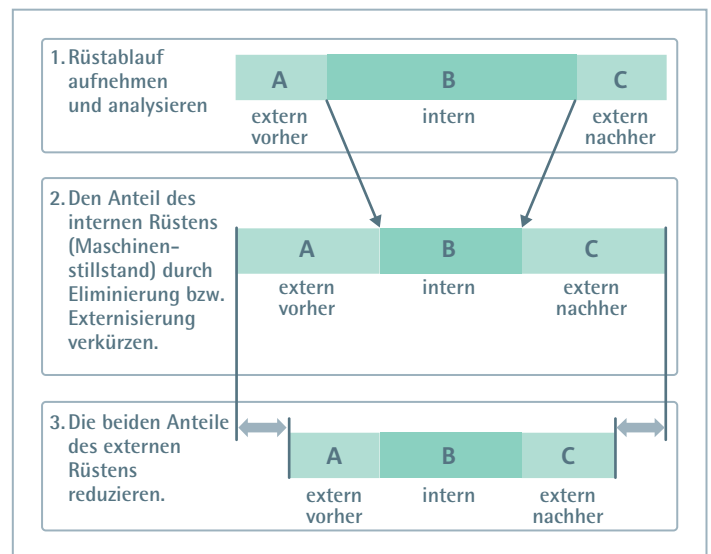 1. Rüstablauf
aufnehmen
und analysieren
A B C
extern
vorher
intern
extern
nachher
2. Den Anteil des
internen Rüstens
(Maschinen-
stillstand) durch
Eliminierung bzw.
Externisierung
verkürzen.
A B C
extern
vorher
intern
extern
nachher
3. Die beiden Anteile
des externen
Rüstens
reduzieren.
A B C
extern
vorher
intern
extern
nachher